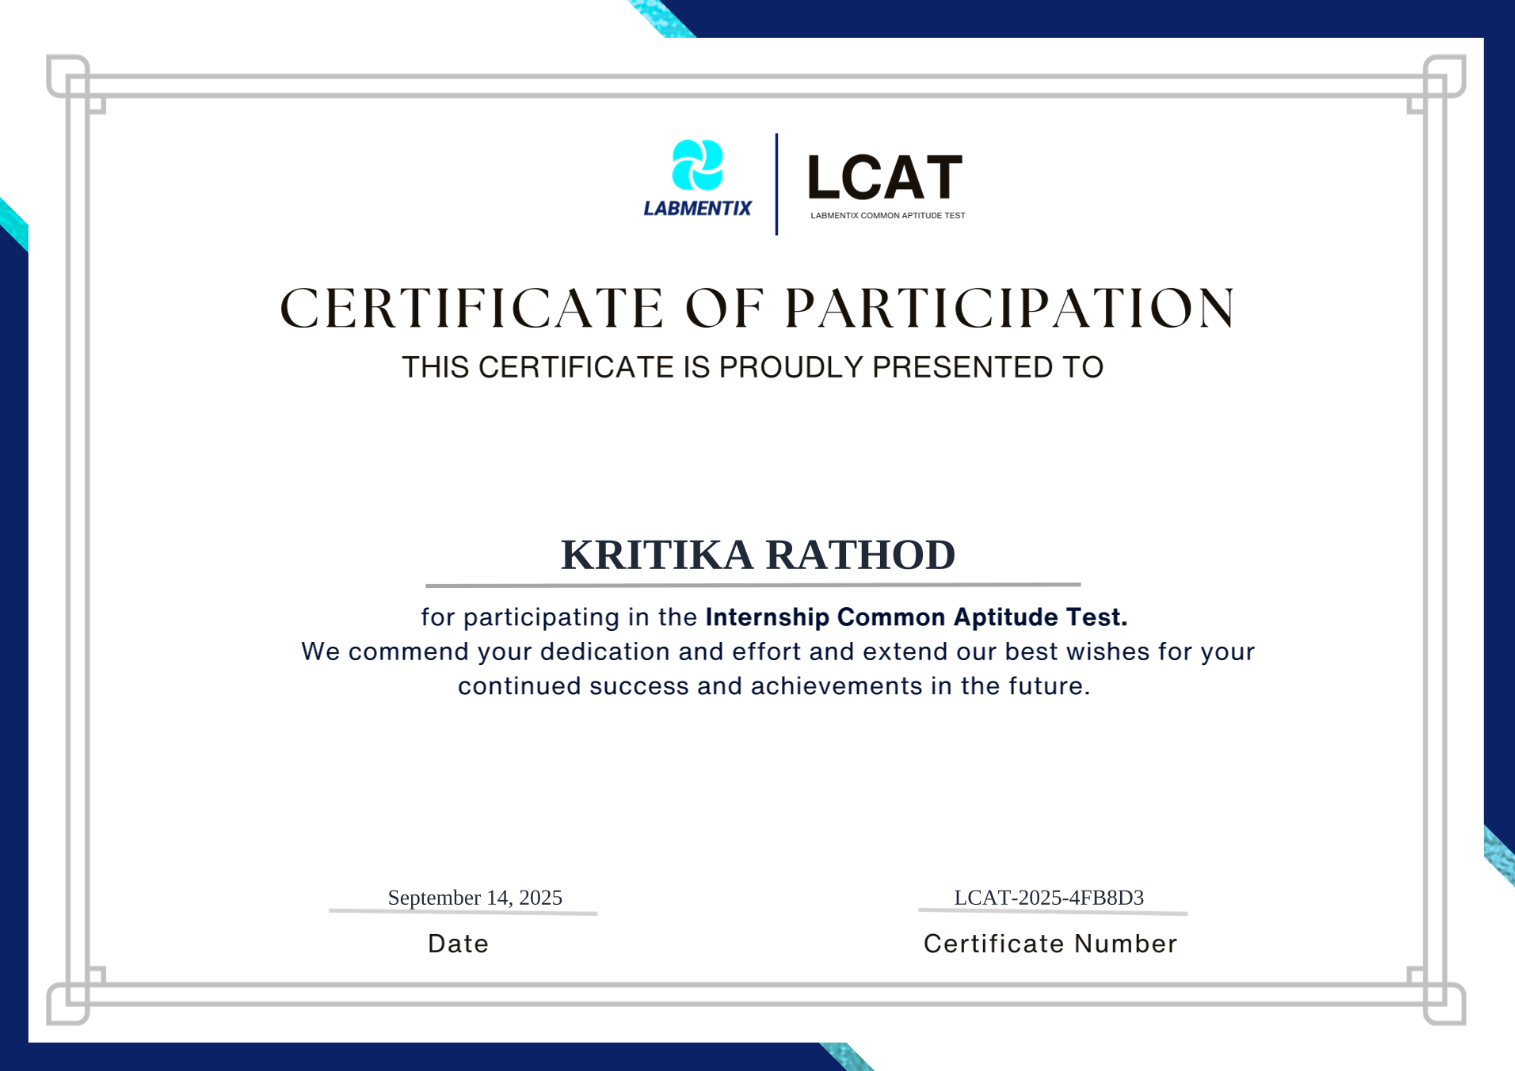 LABMENTIX
LCAT
LABMENTIX COMMON APTITUDE TEST
CERTIFICATE OF PARTICIPATION
THIS CERTIFICATE IS PROUDLY PRESENTED TO
KRITIKA RATHOD
for participating in the Internship Common Aptitude Test.
We commend your dedication and effort and extend our best wishes for your
continued success and achievements in the future.
September 14, 2025
Date
LCAT-2025-4FB8D3
Certificate Number